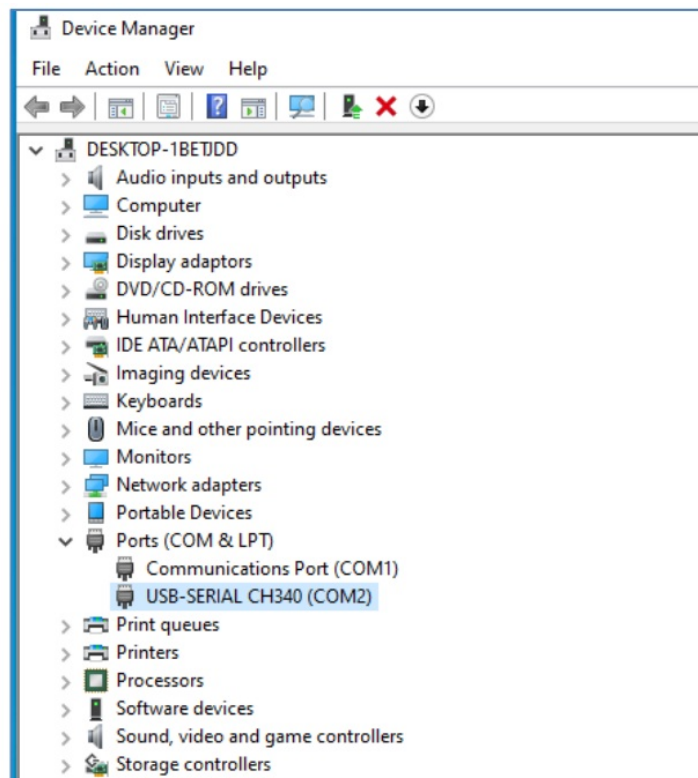 Device Manager
File Action View Help
DESKTOP-1BETJDD
Audio inputs and outputs
Computer
Disk drives
Display adaptors
DVD/CD-ROM drives
Human Interface Devices
IDE ATA/ATAPI controllers
Imaging devices
Keyboards
Mice and other pointing devices
Monitors
Network adapters
Portable Devices
Ports (COM & LPT)
Communications Port (COM1)
USB-SERIAL CH340 (COM2)
Print queues
Printers
Processors
Software devices
Sound, video and game controllers
Storage controllers